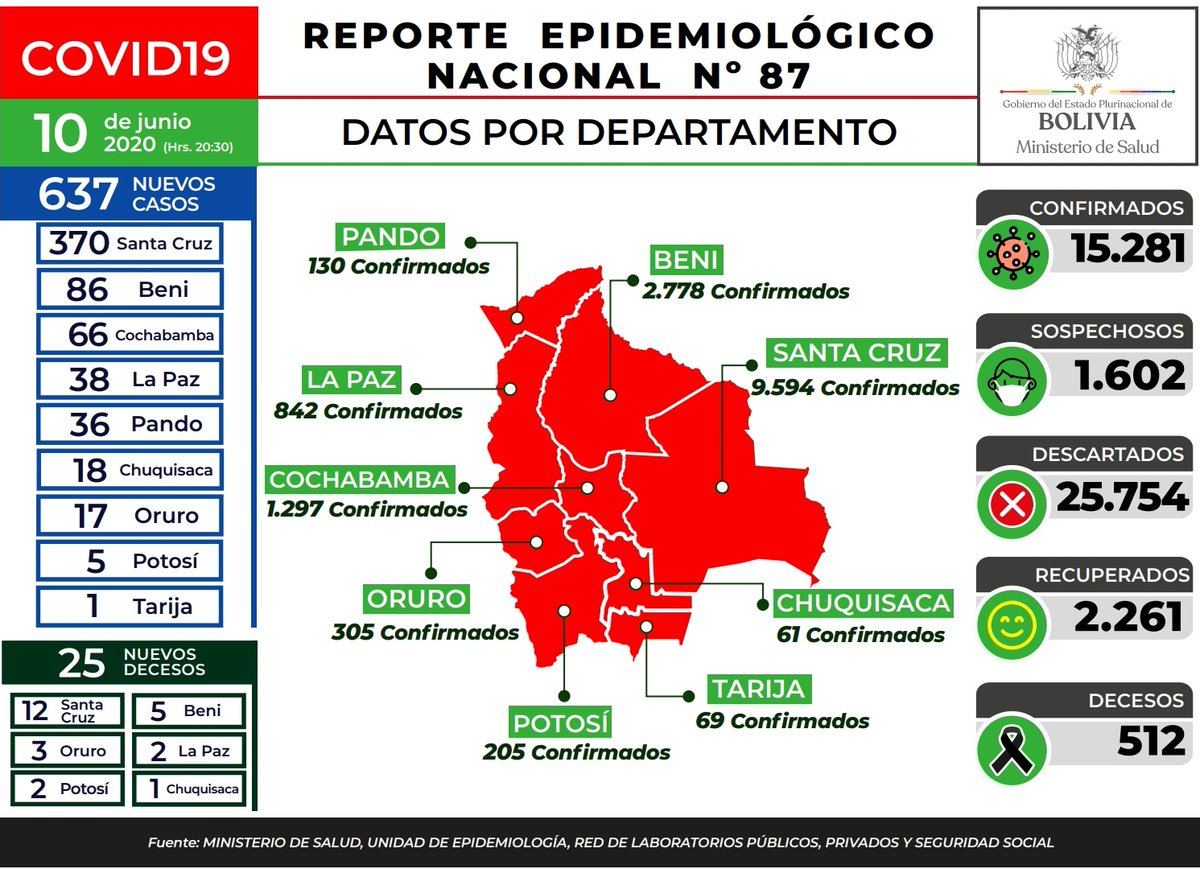 COVID19
10 de junio
2020 (Hrs. 20:30)
REPORTE EPIDEMIOLÓGICO
NACIONAL Nº 87
DATOS POR DEPARTAMENTO
Gobierno del Estado Plurinacional de
BOLIVIA
Ministerio de Salud
637 NUEVOS
CASOS
370 Santa Cruz
86 Beni
66 Cochabamba
38 La Paz
36 Pando
18 Chuquisaca
17 Oruro
5 Potosí
1 Tarija
25 NUEVOS
DECESOS
12 Santa
Cruz
5 Beni
3 Oruro
2 La Paz
2 Potosí
1 Chuquisaca
PANDO
130 Confirmados
BENI
2.778 Confirmados
SANTA CRUZ
9.594 Confirmados
LA PAZ
842 Confirmados
COCHABAMBA
1.297 Confirmados
ORURO
305 Confirmados
CHUQUISACA
61 Confirmados
TARIJA
69 Confirmados
POTOSÍ
205 Confirmados
CONFIRMADOS
15.281
SOSPECHOSOS
1.602
DESCARTADOS
25.754
RECUPERADOS
2.261
DECESOS
512
Fuente: MINISTERIO DE SALUD, UNIDAD DE EPIDEMIOLOGÍA, RED DE LABORATORIOS PÚBLICOS, PRIVADOS Y SEGURIDAD SOCIAL